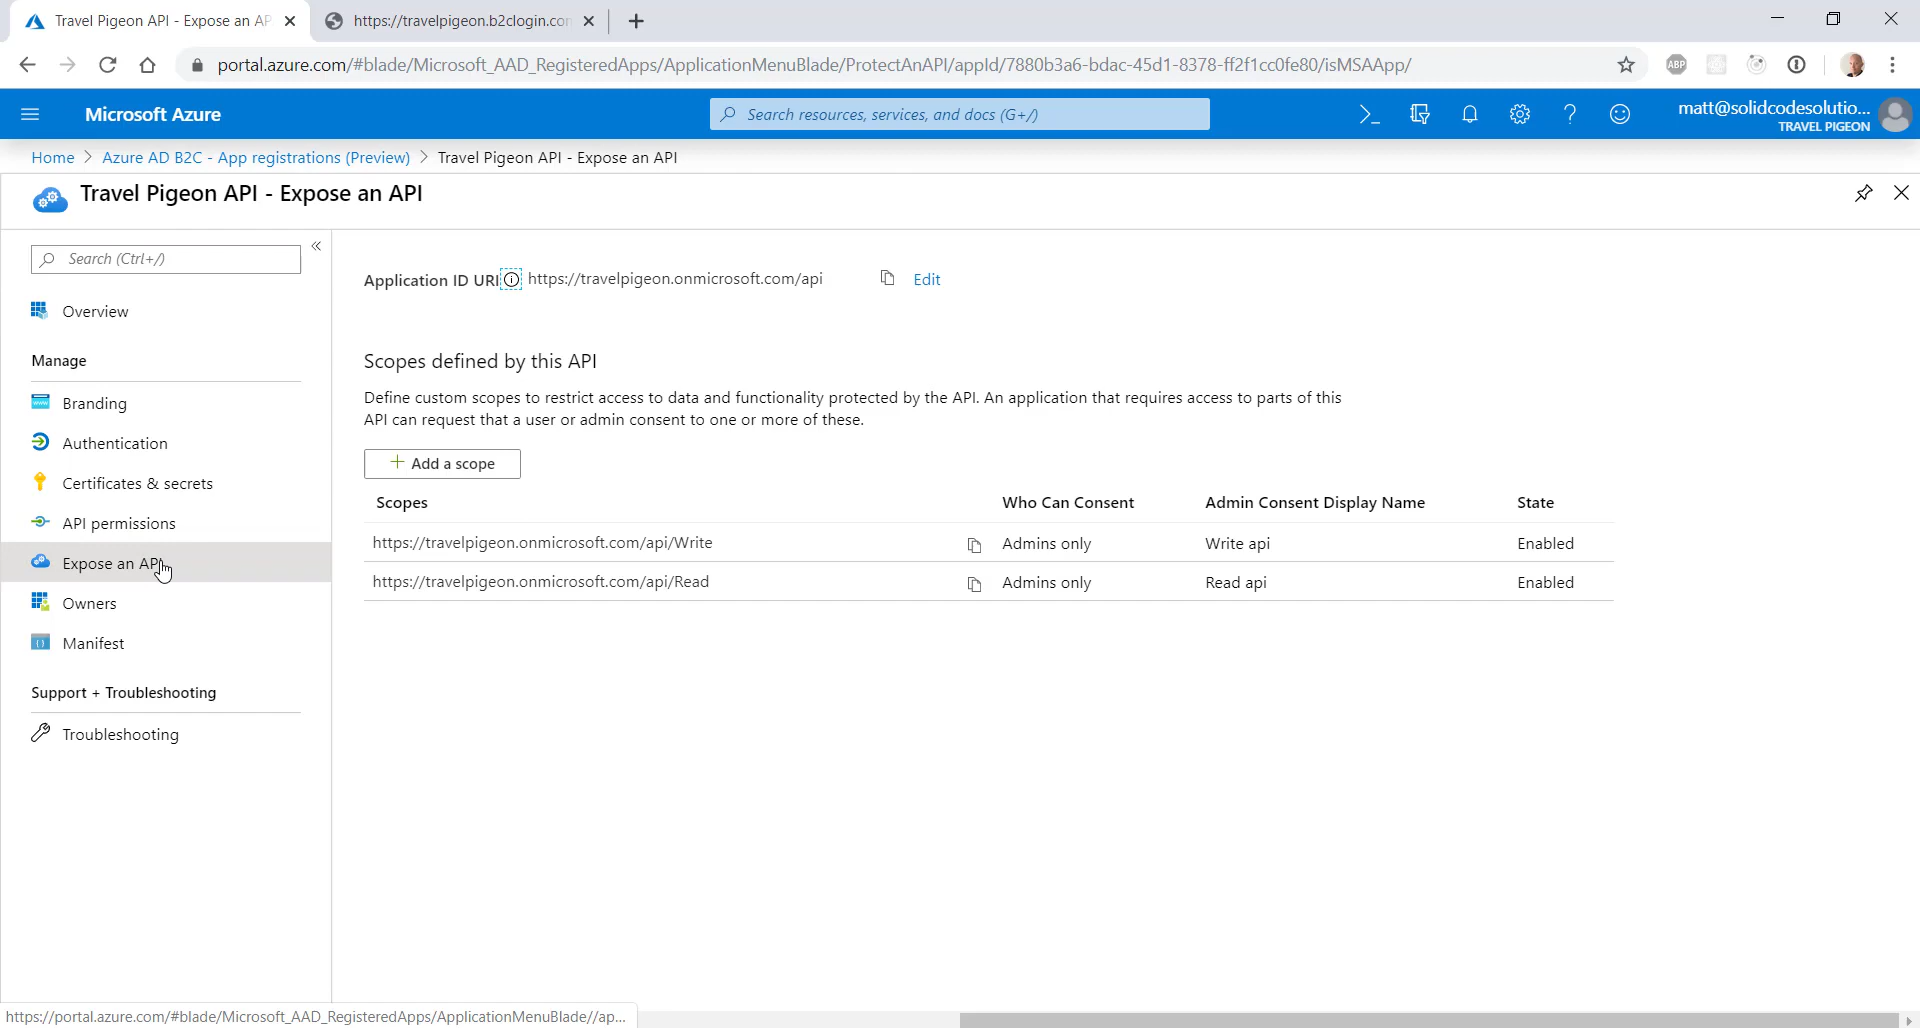 Travel Pigeon API - Expose an AP
https://travelpigeon.b2clogin.con
portal.azure.com/#blade/Microsoft_AAD_RegisteredApps/ApplicationMenuBlade/ProtectAnAPI/appId/7880b3a6-bdac-45d1-8378-ff2f1cc0fe80/isMSAApp/
ABP
Microsoft Azure
Search resources, services, and docs (G+/)
matt@solidcodesolutio...
TRAVEL PIGEON
Home > Azure AD B2C - App registrations (Preview) > Travel Pigeon API - Expose an API
Travel Pigeon API - Expose an API
Search (Ctrl+/)
Overview
Manage
Branding
Authentication
Certificates & secrets
API permissions
Expose an API
Owners
Manifest
Support + Troubleshooting
Troubleshooting
Application ID URI https://travelpigeon.onmicrosoft.com/api Edit
Scopes defined by this API
Define custom scopes to restrict access to data and functionality protected by the API. An application that requires access to parts of this
API can request that a user or admin consent to one or more of these.
+ Add a scope
Scopes Who Can Consent Admin Consent Display Name State
https://travelpigeon.onmicrosoft.com/api/Write Admins only Write api Enabled
https://travelpigeon.onmicrosoft.com/api/Read Admins only Read api Enabled
https://portal.azure.com/#blade/Microsoft_AAD_RegisteredApps/ApplicationMenuBlade//ap...